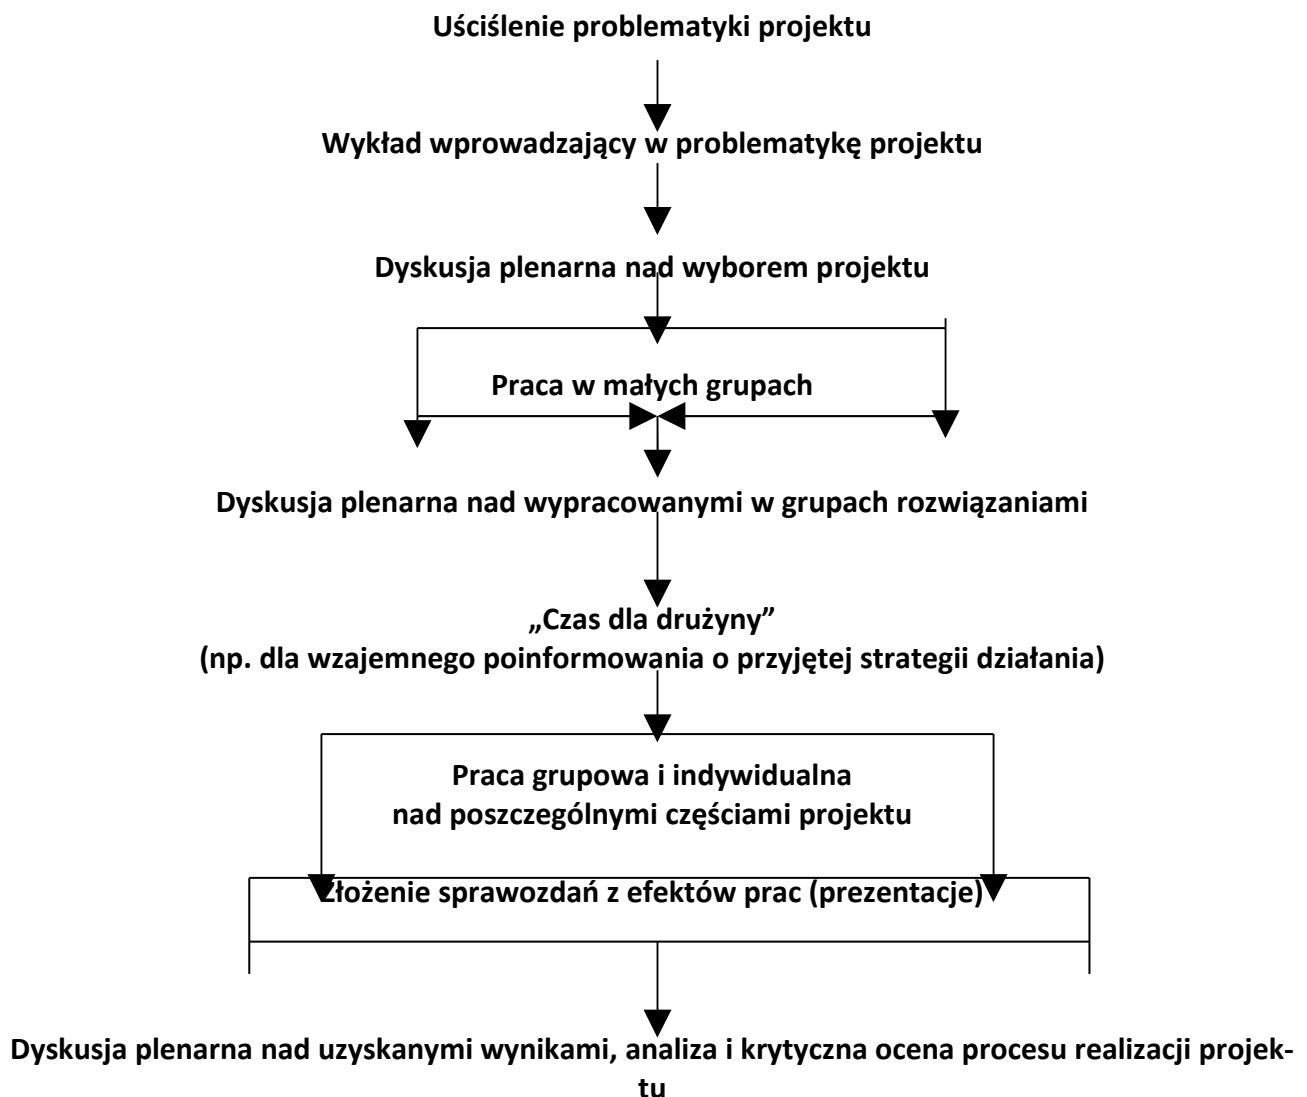 Uściślenie problematyki projektu
Wykład wprowadzający w problematykę projektu
Dyskusja plenarna nad wyborem projektu
Praca w małych grupach
Dyskusja plenarna nad wypracowanymi w grupach rozwiązaniami
„Czas dla drużyny”
(np. dla wzajemnego poinformowania o przyjętej strategii działania)
Praca grupowa i indywidualna
nad poszczególnymi częściami projektu
Złożenie sprawozdań z efektów prac (prezentacje)
Dyskusja plenarna nad uzyskanymi wynikami, analiza i krytyczna ocena procesu realizacji projek-
tu